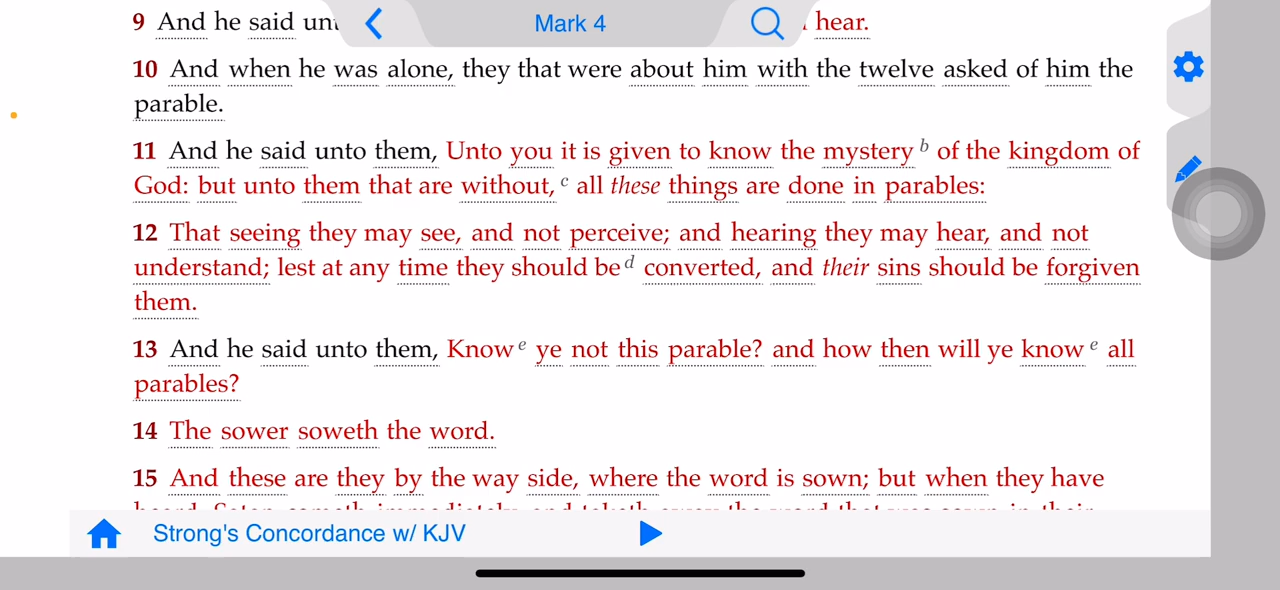 Mark 4
9 And he said hear.
10 And when he was alone, they that were about him with the twelve asked of him the
parable.
11 And he said unto them, Unto you it is given to know the mystery b of the kingdom of
God: but unto them that are without, c all these things are done in parables:
12 That seeing they may see, and not perceive; and hearing they may hear, and not
understand; lest at any time they should be d converted, and their sins should be forgiven
them.
13 And he said unto them, Know e ye not this parable? and how then will ye know e all
parables?
14 The sower soweth the word.
15 And these are they by the way side, where the word is sown; but when they have
Strong's Concordance w/ KJV